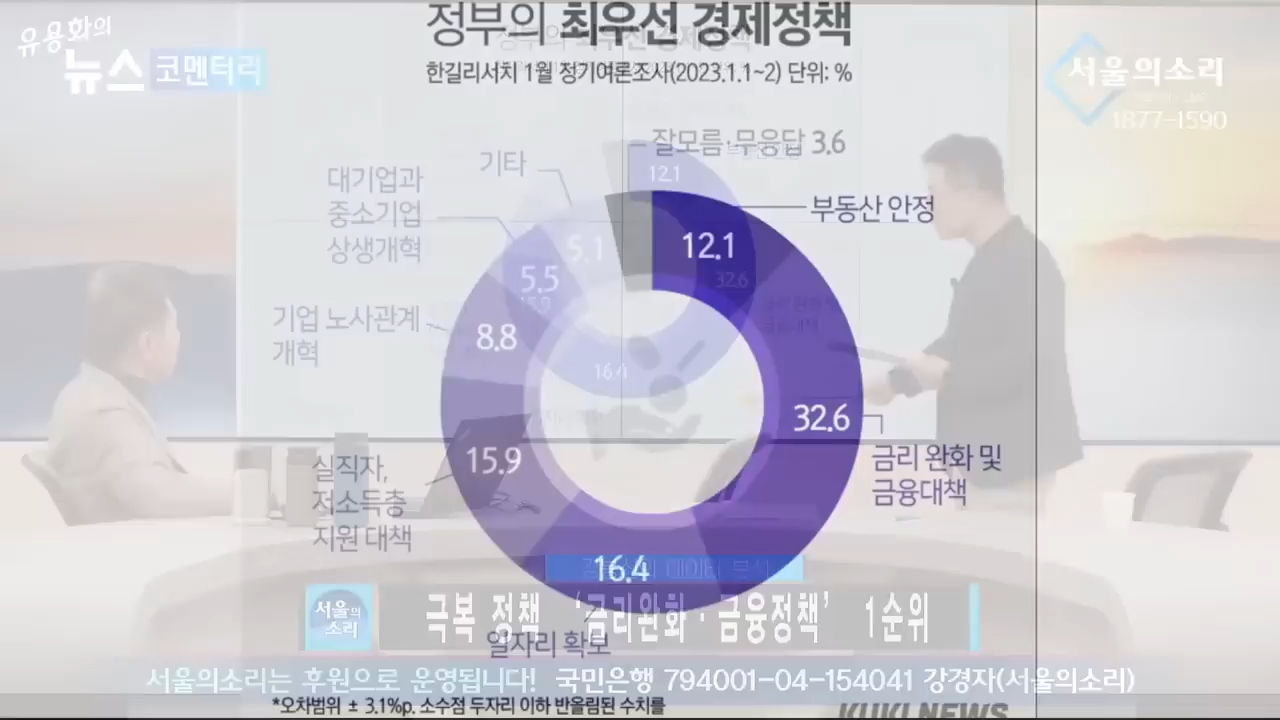 유용화의
뉴스 코멘터리
정부의 최우선 경제정책
한길리서치 1월 정기여론조사(2023.1.1~2) 단위: %
서울의소리
1877-1590
잘모름·무응답 3.6
기타
12.1
대기업과
중소기업
상생개혁
부동산 안정
5.1
12.1
5.5
32.6
15.9
기업 노사관계
개혁
8.8
16.4
32.6
15.9
실직자,
저소득층
지원 대책
금리 완화 및
금융대책
16.4
서울의
소리
극복 정책 ‘금리완화·금융정책’ 1순위
일자리 확보
서울의소리는 후원으로 운영됩니다! 국민은행 794001-04-154041 강경자(서울의소리)
*오차범위 ± 3.1%p. 소수점 두자리 이하 반올림된 수치를
KUKI NEWS